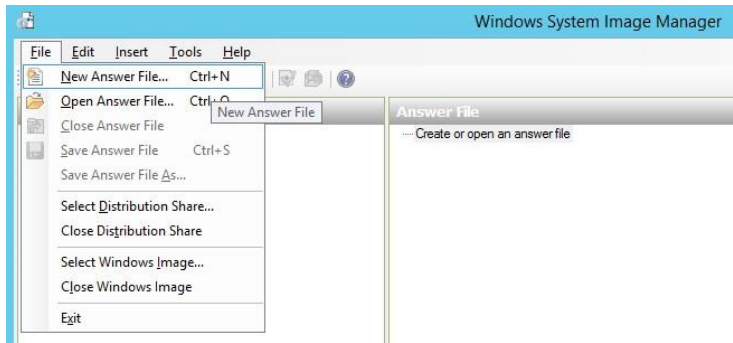 Windows System Image Manager
File Edit Insert Tools Help
New Answer File... Ctrl+N
Open Answer File...
New Answer File
Close Answer File
Save Answer File Ctrl+S
Save Answer File As...
Select Distribution Share...
Close Distribution Share
Select Windows Image...
Close Windows Image
Exit
Answer File
Create or open an answer file